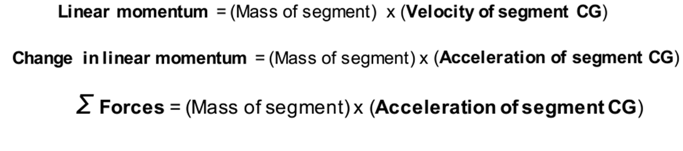 Linear momentum = (Mass of segment) x (Velocity of segment CG)
Change in linear momentum = (Mass of segment) x (Acceleration of segment CG)
Σ Forces = (Mass of segment) x (Acceleration of segment CG)